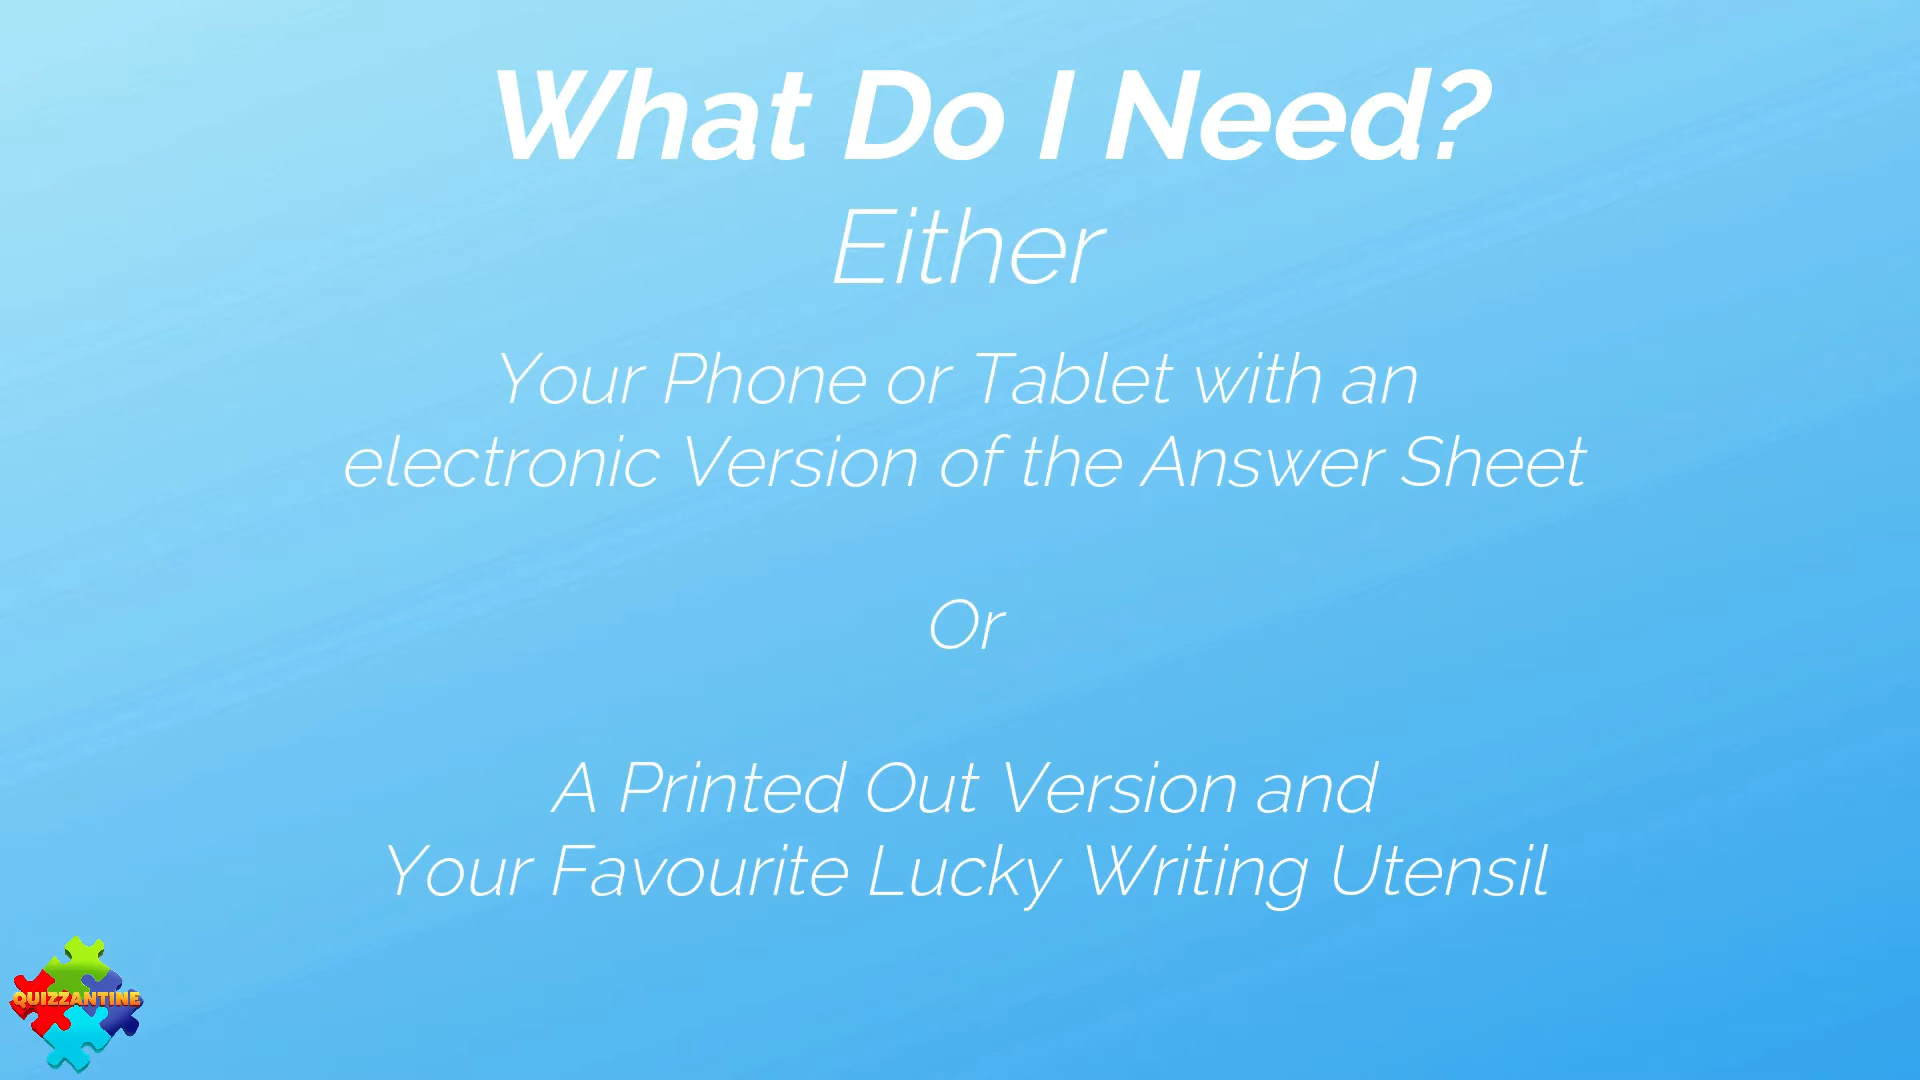 What Do I Need?
Either
Your Phone or Tablet with an
electronic Version of the Answer Sheet
Or
A Printed Out Version and
Your Favourite Lucky Writing Utensil
QUIZZANTINE